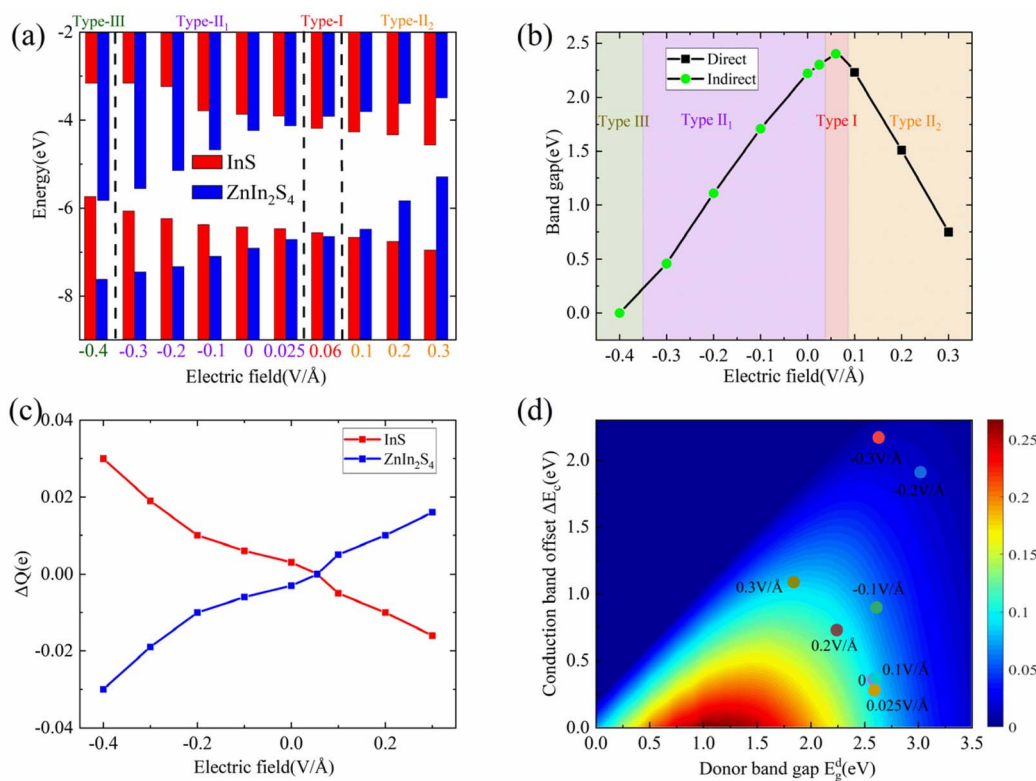 (a)
Type-III Type-II₁ Type-I Type-II₂
-2
-4
-6
-8
Energy(eV)
InS
ZnIn₂S₄
-0.4 -0.3 -0.2 -0.1 0 0.025 0.06 0.1 0.2 0.3
Electric field(V/Å)
(b)
2.5
2.0
1.5
1.0
0.5
0.0
Band gap(eV)
Direct
Indirect
Type III Type II₁ Type I Type II₂
-0.4 -0.3 -0.2 -0.1 0.0 0.1 0.2 0.3
Electric field(V/Å)
(c)
0.04
0.02
0.00
-0.02
-0.04
ΔQ(e)
InS
ZnIn₂S₄
-0.4 -0.2 0.0 0.2
Electric field(V/Å)
(d)
2.0
1.5
1.0
0.5
0.0
Conduction band offset ΔE_c(eV)
-0.3V/Å
-0.2V/Å
0.3V/Å
-0.1V/Å
0.2V/Å
0 0.1V/Å
0.025V/Å
0.0 0.5 1.0 1.5 2.0 2.5 3.0 3.5
Donor band gap E_g^d(eV)
0.25
0.2
0.15
0.1
0.05
0